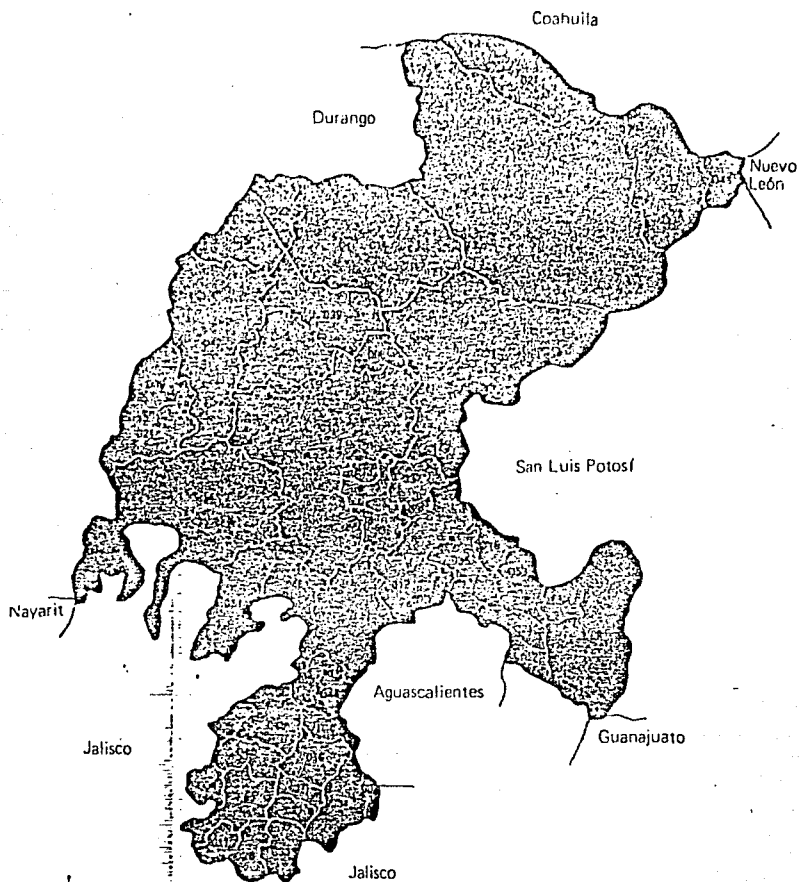 Coahuila
Durango
Nuevo
León
San Luis Potosí
Nayarit
Aguascalientes
Guanajuato
Jalisco
Jalisco